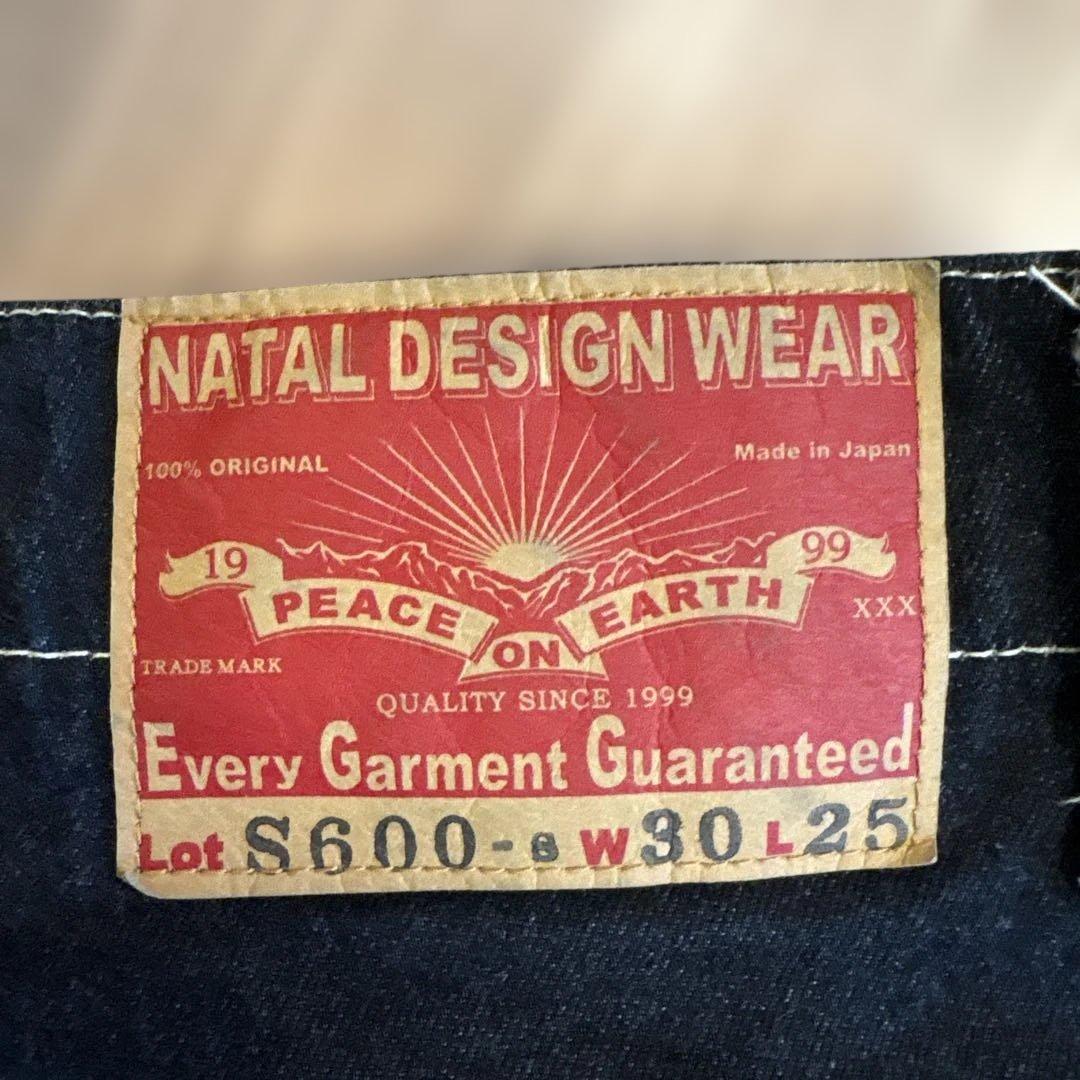 NATAL DESIGN WEAR
100% ORIGINAL
Made in Japan
19 99
PEACE ON EARTH
XXX
TRADE MARK
QUALITY SINCE 1999
Every Garment Guaranteed
Lot S600-s W30 L25